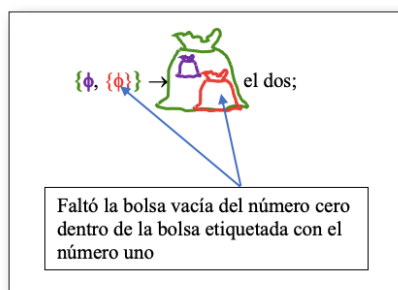 {ϕ, {ϕ}} → el dos;
Faltó la bolsa vacía del número cero
dentro de la bolsa etiquetada con el
número uno